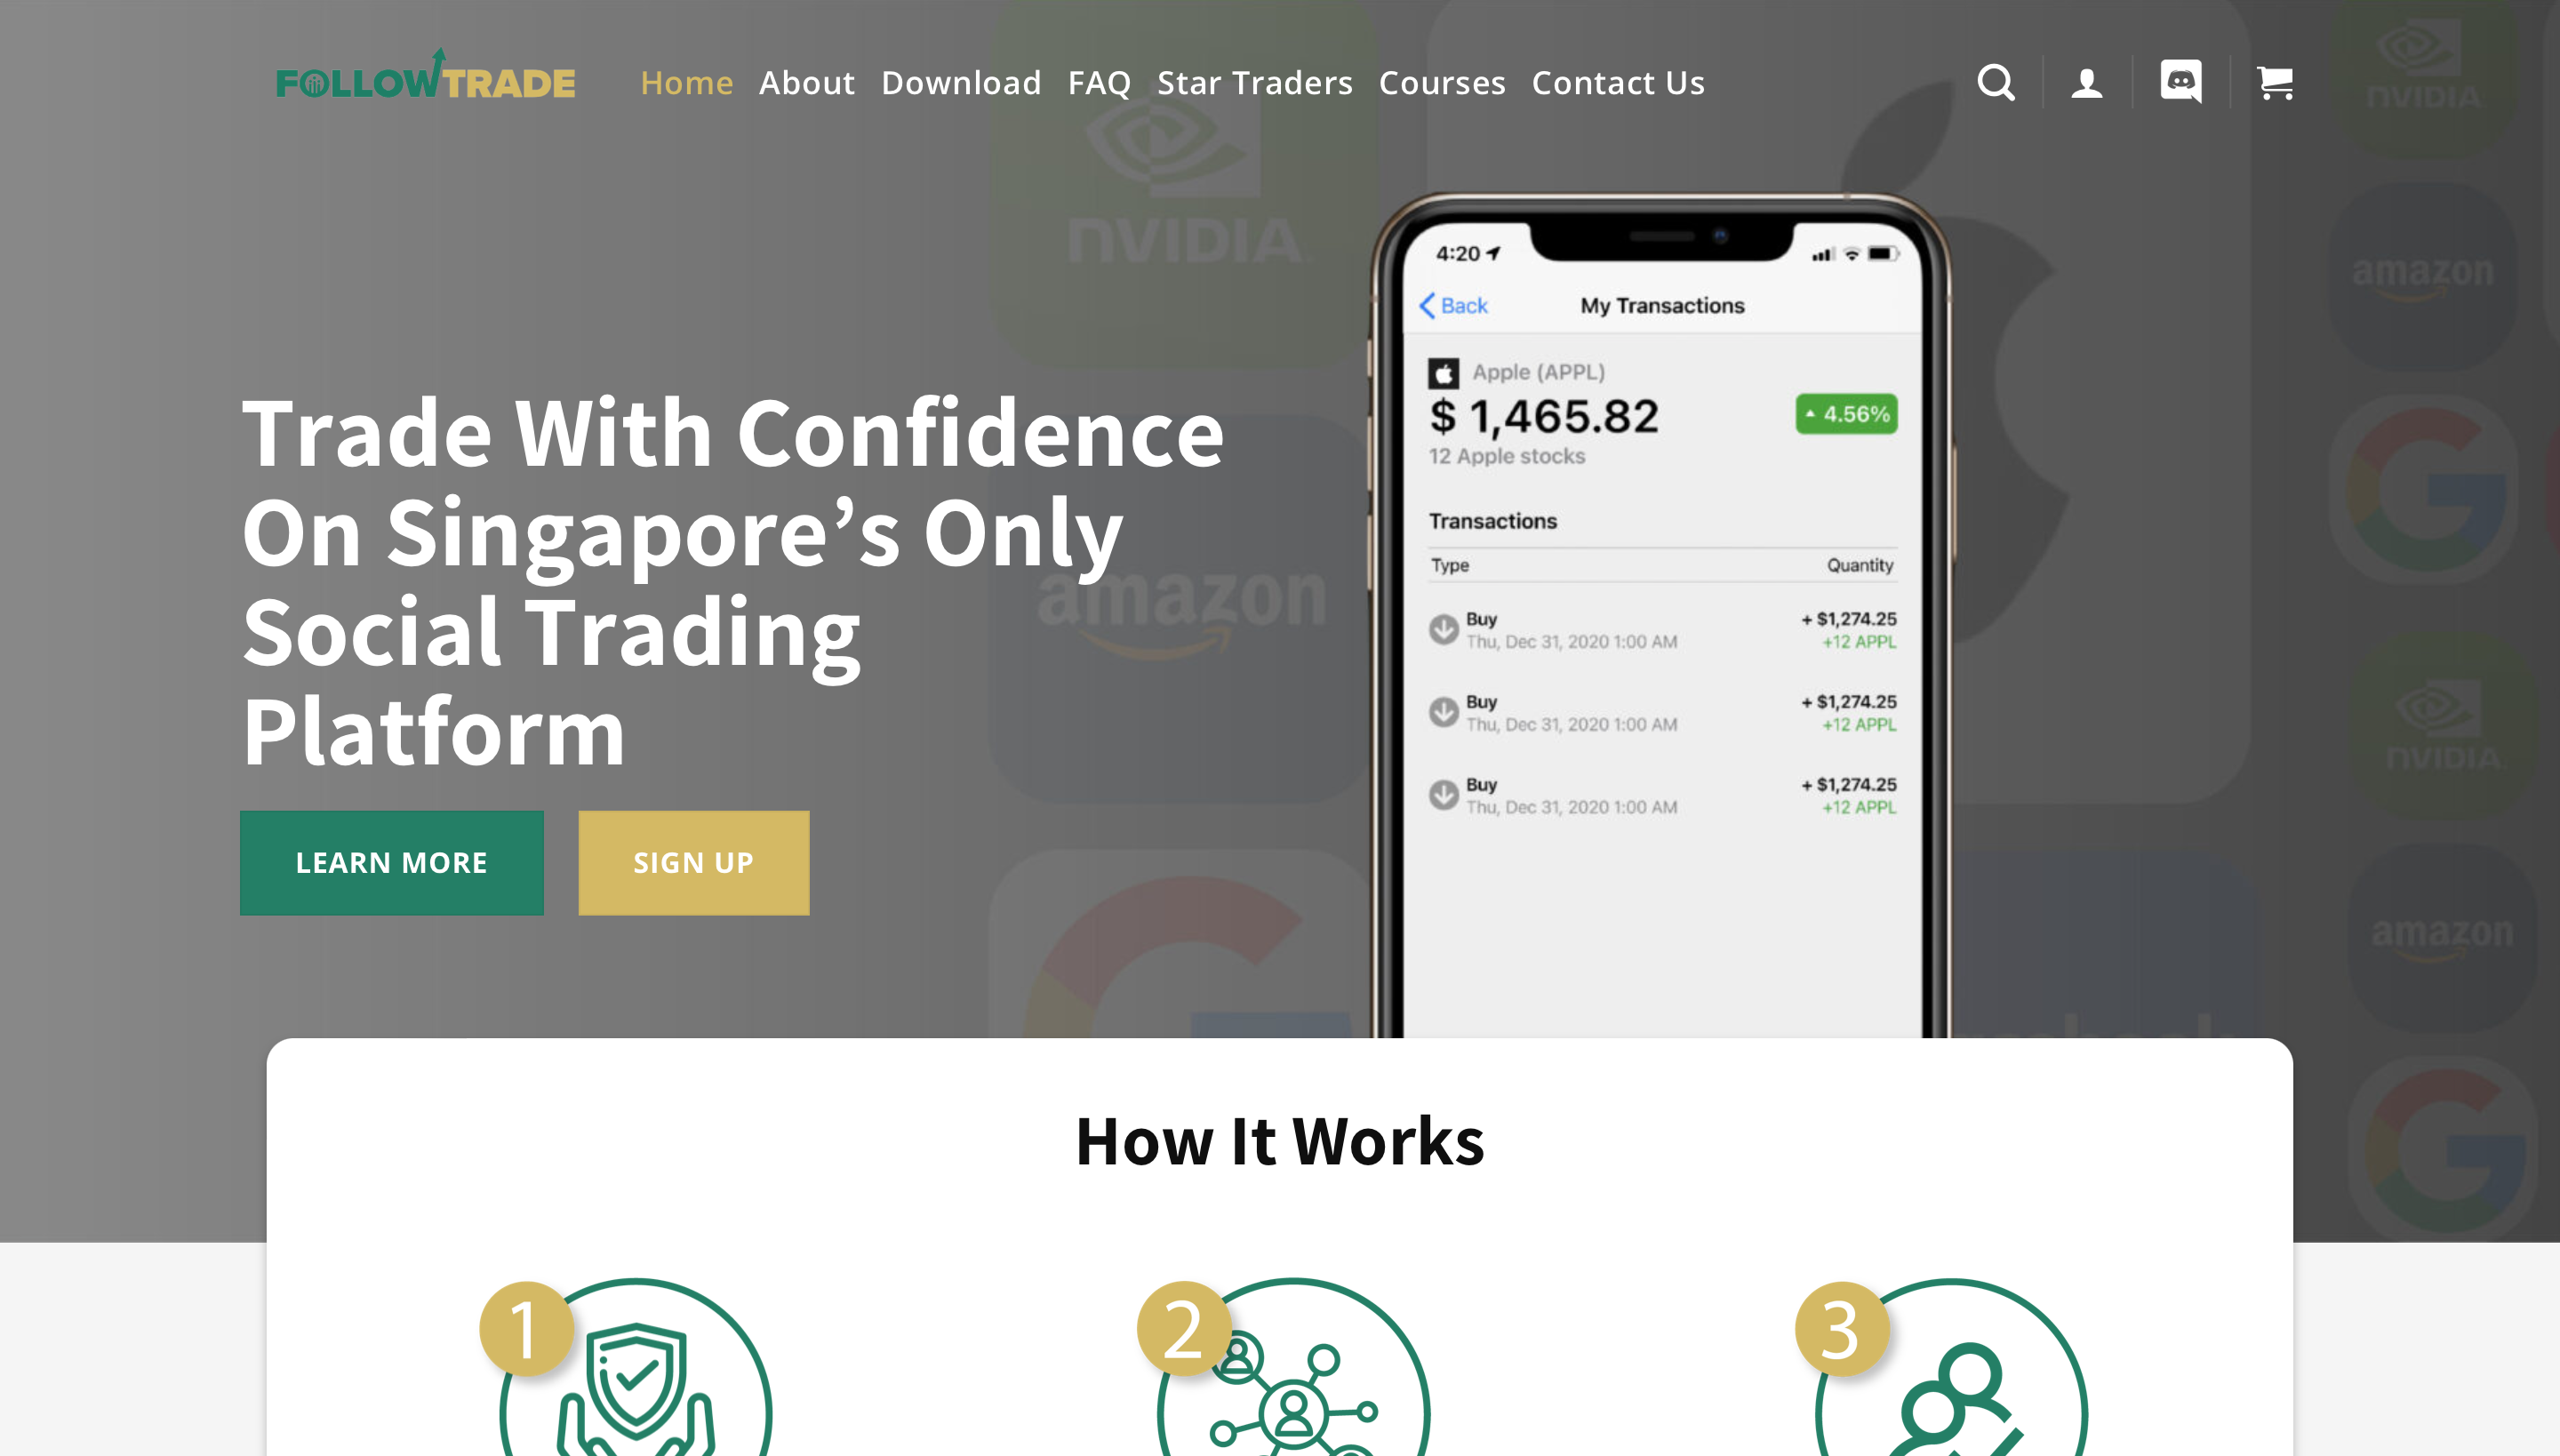 FOLLOWTRADE
Home About Download FAQ Star Traders Courses Contact Us
Trade With Confidence
On Singapore’s Only
Social Trading
Platform
LEARN MORE
SIGN UP
4:20
Back
My Transactions
Apple (APPL)
$ 1,465.82
4.56%
12 Apple stocks
Transactions
Type Quantity
Buy + $1,274.25
Thu, Dec 31, 2020 1:00 AM +12 APPL
Buy + $1,274.25
Thu, Dec 31, 2020 1:00 AM +12 APPL
Buy + $1,274.25
Thu, Dec 31, 2020 1:00 AM +12 APPL
NVIDIA
amazon
NVIDIA
amazon
NVIDIA
amazon
How It Works
1
2
3